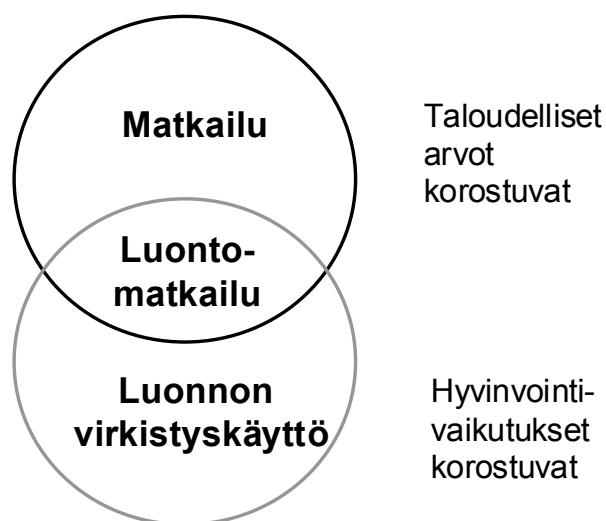 Matkailu
Taloudelliset
arvot
korostuvat
Luonto-
matkailu
Luonnon
virkistyskäyttö
Hyvinvointi-
vaikutukset
korostuvat